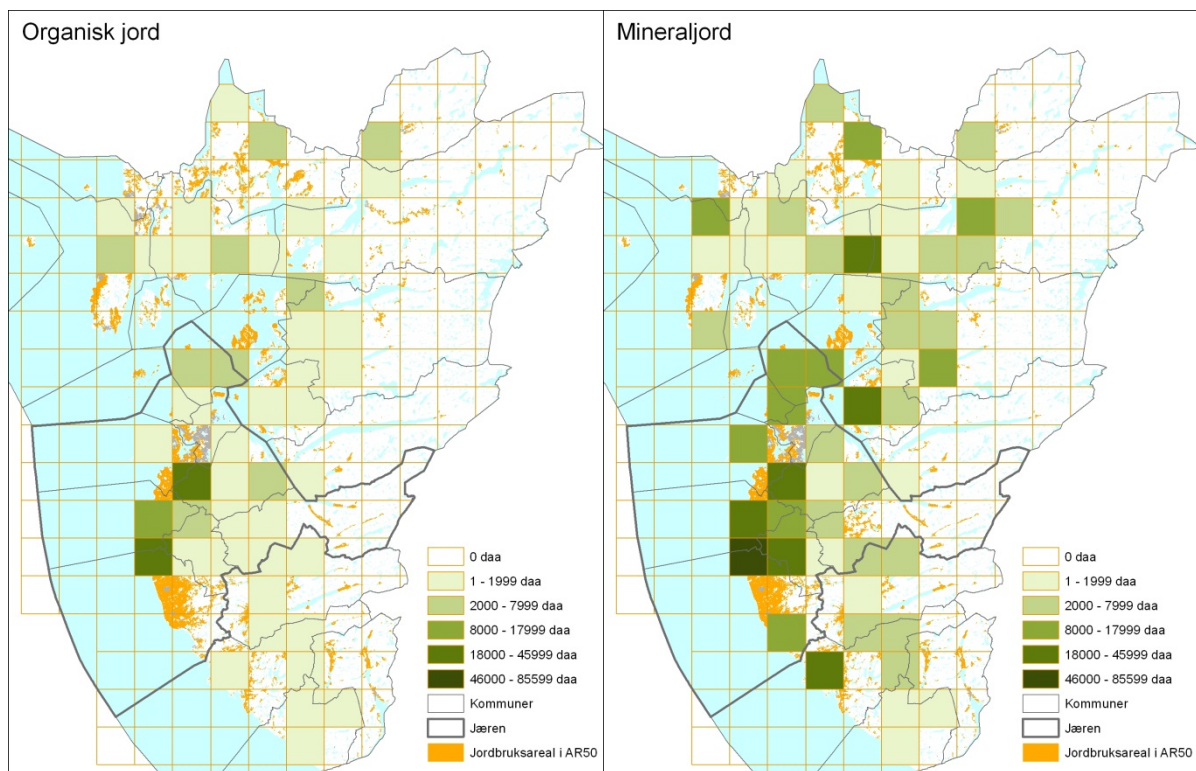 Organisk jord
0 daa
1 - 1999 daa
2000 - 7999 daa
8000 - 17999 daa
18000 - 45999 daa
46000 - 85599 daa
Kommuner
Jæren
Jordbruksareal i AR50
Mineraljord
0 daa
1 - 1999 daa
2000 - 7999 daa
8000 - 17999 daa
18000 - 45999 daa
46000 - 85599 daa
Kommuner
Jæren
Jordbruksareal i AR50